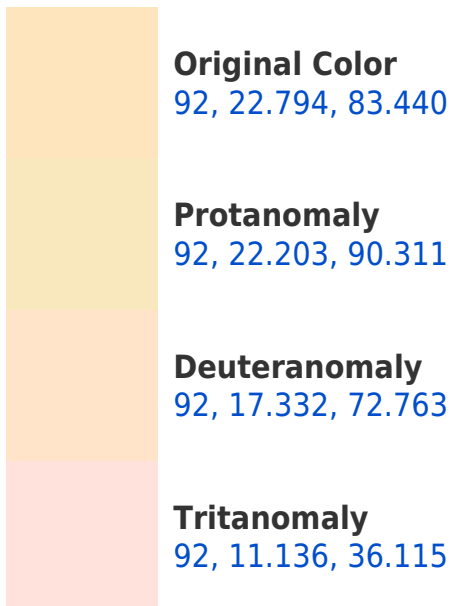 Original Color
92, 22.794, 83.440
Protanomaly
92, 22.203, 90.311
Deuteranomaly
92, 17.332, 72.763
Tritanomaly
92, 11.136, 36.115